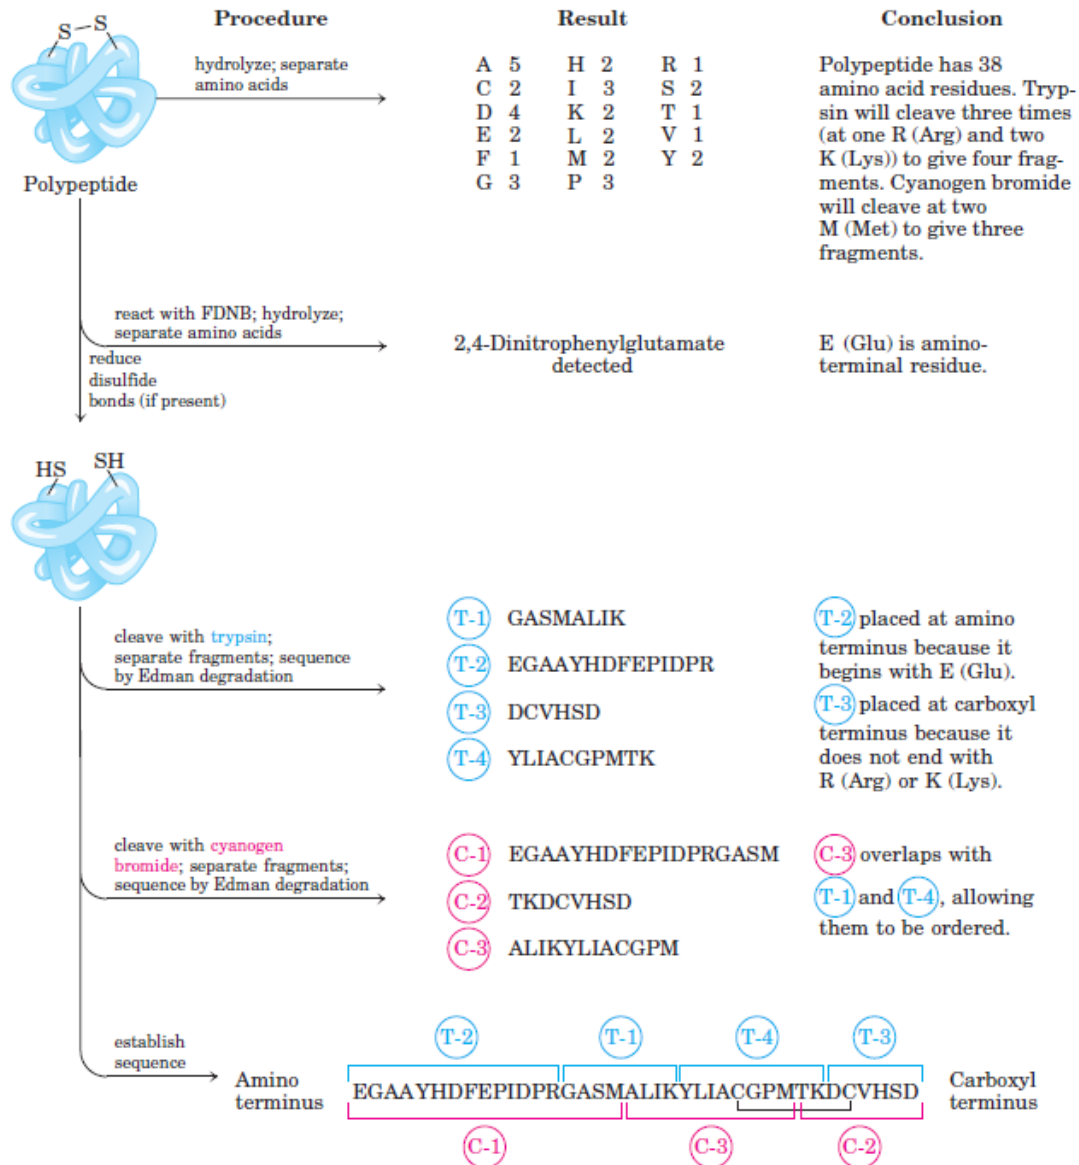 Procedure
Result
Conclusion
S–S
Polypeptide
hydrolyze; separate
amino acids
A 5 H 2 R 1
C 2 I 3 S 2
D 4 K 2 T 1
E 2 L 2 V 1
F 1 M 2 Y 2
G 3 P 3
Polypeptide has 38
amino acid residues. Tryp-
sin will cleave three times
(at one R (Arg) and two
K (Lys)) to give four frag-
ments. Cyanogen bromide
will cleave at two
M (Met) to give three
fragments.
react with FDNB; hydrolyze;
separate amino acids
2,4-Dinitrophenylglutamate
detected
E (Glu) is amino-
terminal residue.
reduce
disulfide
bonds (if present)
HS
SH
cleave with trypsin;
separate fragments; sequence
by Edman degradation
T-1 GASMALIK
T-2 EGAAYHDFEPIDPR
T-3 DCVHSD
T-4 YLIACGPMTK
T-2 placed at amino
terminus because it
begins with E (Glu).
T-3 placed at carboxyl
terminus because it
does not end with
R (Arg) or K (Lys).
cleave with cyanogen
bromide; separate fragments;
sequence by Edman degradation
C-1 EGAAYHDFEPIDPRGASM
C-2 TKDCVHSD
C-3 ALIKYLIACGPM
C-3 overlaps with
T-1 and T-4, allowing
them to be ordered.
establish
sequence
T-2 T-1 T-4 T-3
Amino
terminus
EGAAYHDFEPIDPRGASMALIKYLIACGPMTKDCVHSD
Carboxyl
terminus
C-1 C-3 C-2